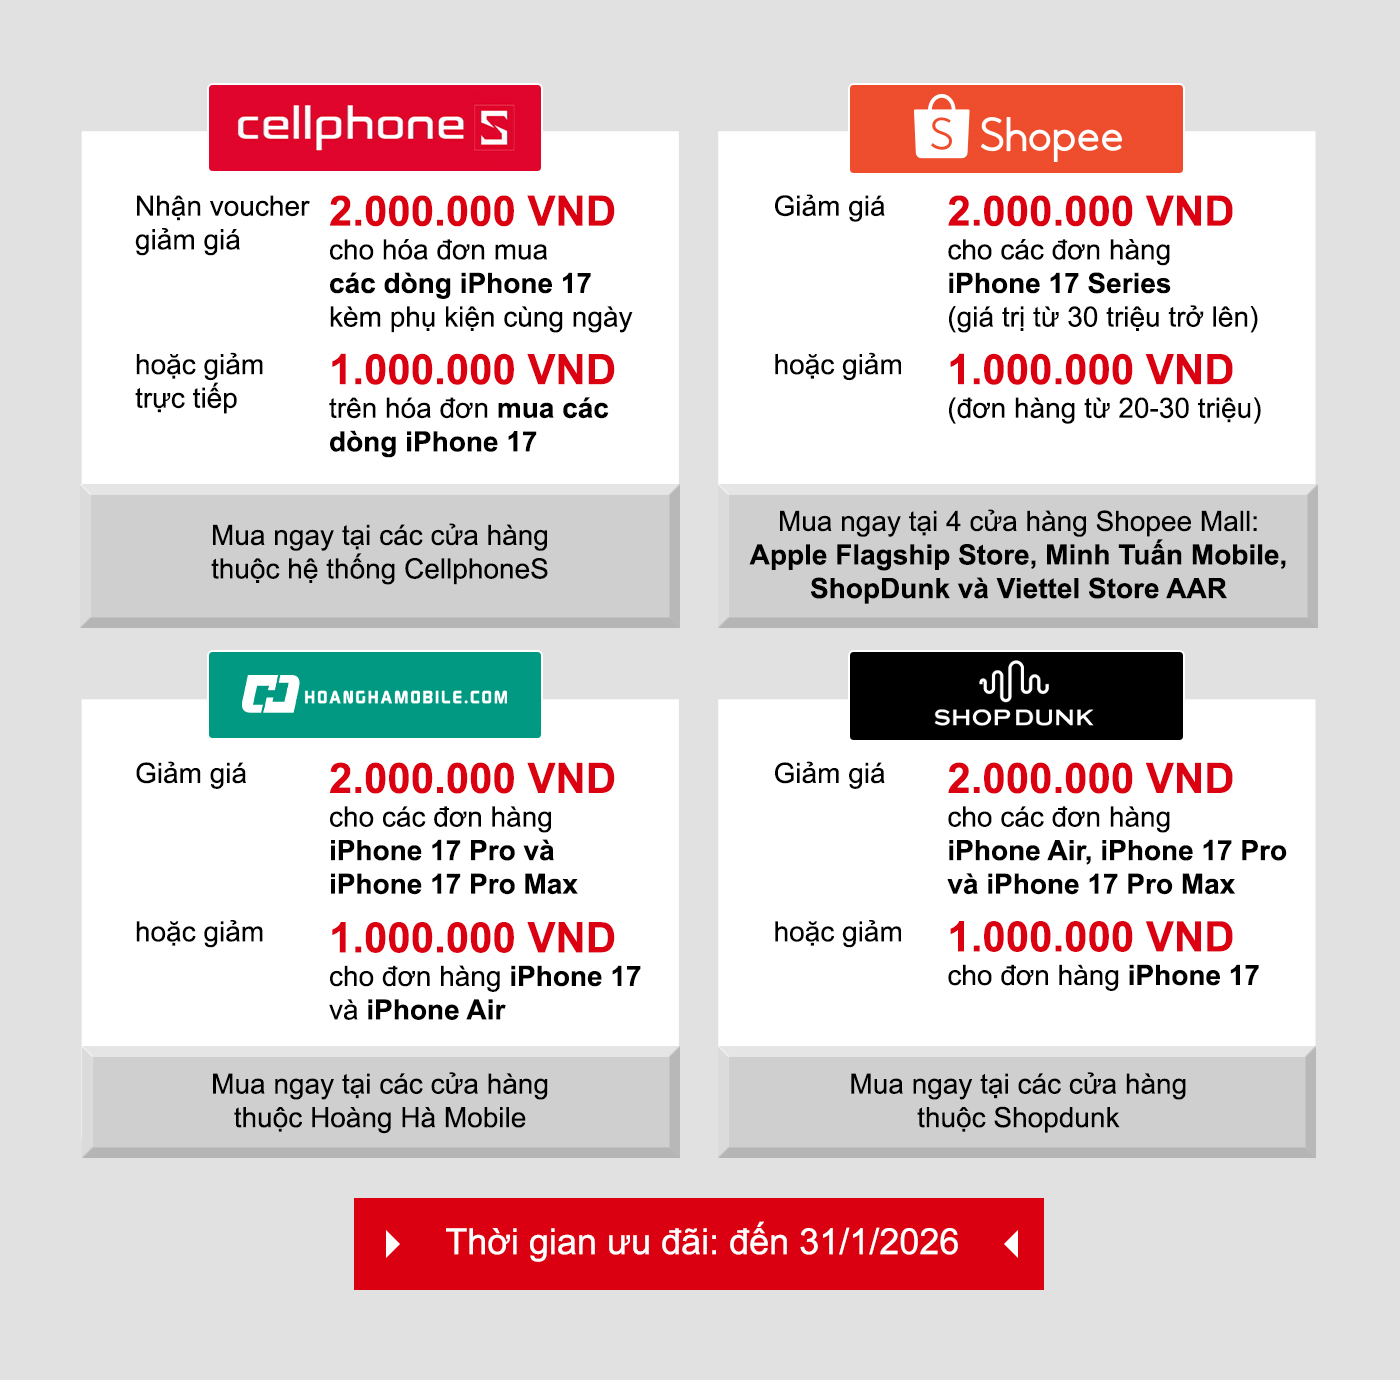 cellphone S
Nhận voucher
giảm giá
2.000.000 VND
cho hóa đơn mua
các dòng iPhone 17
kèm phụ kiện cùng ngày
hoặc giảm
trực tiếp
1.000.000 VND
trên hóa đơn mua các
dòng iPhone 17
Mua ngay tại các cửa hàng
thuộc hệ thống CellphoneS
S Shopee
Giảm giá
2.000.000 VND
cho các đơn hàng
iPhone 17 Series
(giá trị từ 30 triệu trở lên)
hoặc giảm
1.000.000 VND
(đơn hàng từ 20-30 triệu)
Mua ngay tại 4 cửa hàng Shopee Mall:
Apple Flagship Store, Minh Tuấn Mobile,
ShopDunk và Viettel Store AAR
HOANGHAMOBILE.COM
Giảm giá
2.000.000 VND
cho các đơn hàng
iPhone 17 Pro và
iPhone 17 Pro Max
hoặc giảm
1.000.000 VND
cho đơn hàng iPhone 17
và iPhone Air
Mua ngay tại các cửa hàng
thuộc Hoàng Hà Mobile
SHOPDUNK
Giảm giá
2.000.000 VND
cho các đơn hàng
iPhone Air, iPhone 17 Pro
và iPhone 17 Pro Max
hoặc giảm
1.000.000 VND
cho đơn hàng iPhone 17
Mua ngay tại các cửa hàng
thuộc Shopdunk
Thời gian ưu đãi: đến 31/1/2026